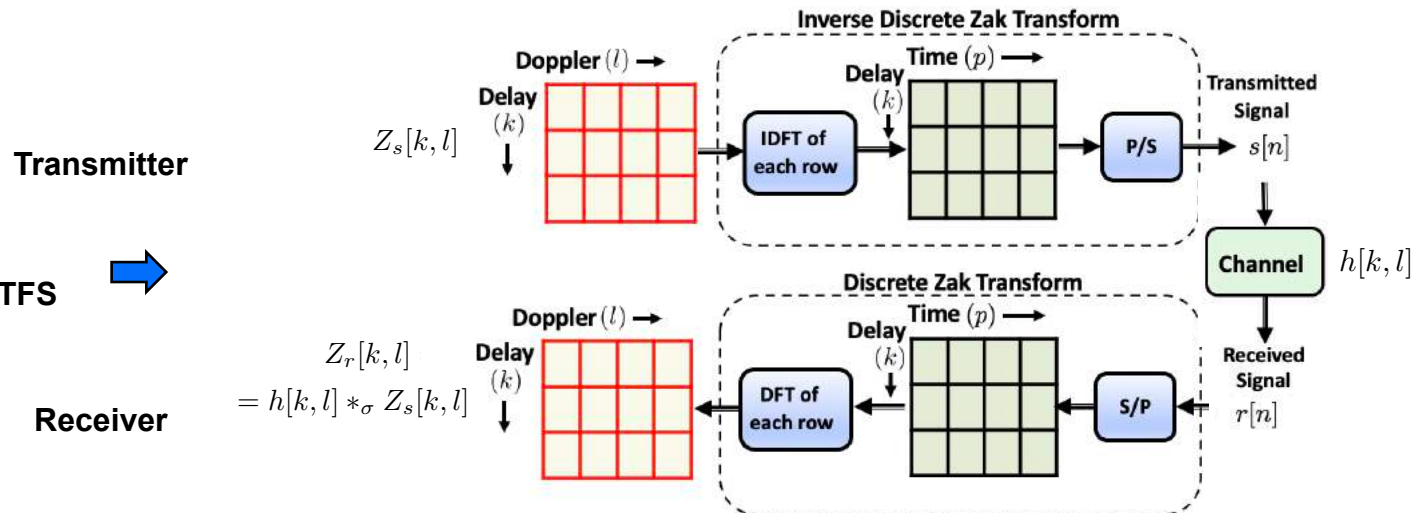 Inverse Discrete Zak Transform
Doppler (l) →
Time (p) →
Delay
(k)
Delay
(k)
Transmitted
Signal
s[n]
Z_s[k, l]
IDFT of
each row
P/S
Transmitter
Channel
h[k, l]
TFS
Discrete Zak Transform
Doppler (l) →
Time (p) →
Delay
(k)
Delay
(k)
Received
Signal
r[n]
Z_r[k, l]
= h[k, l] *_σ Z_s[k, l]
DFT of
each row
S/P
Receiver